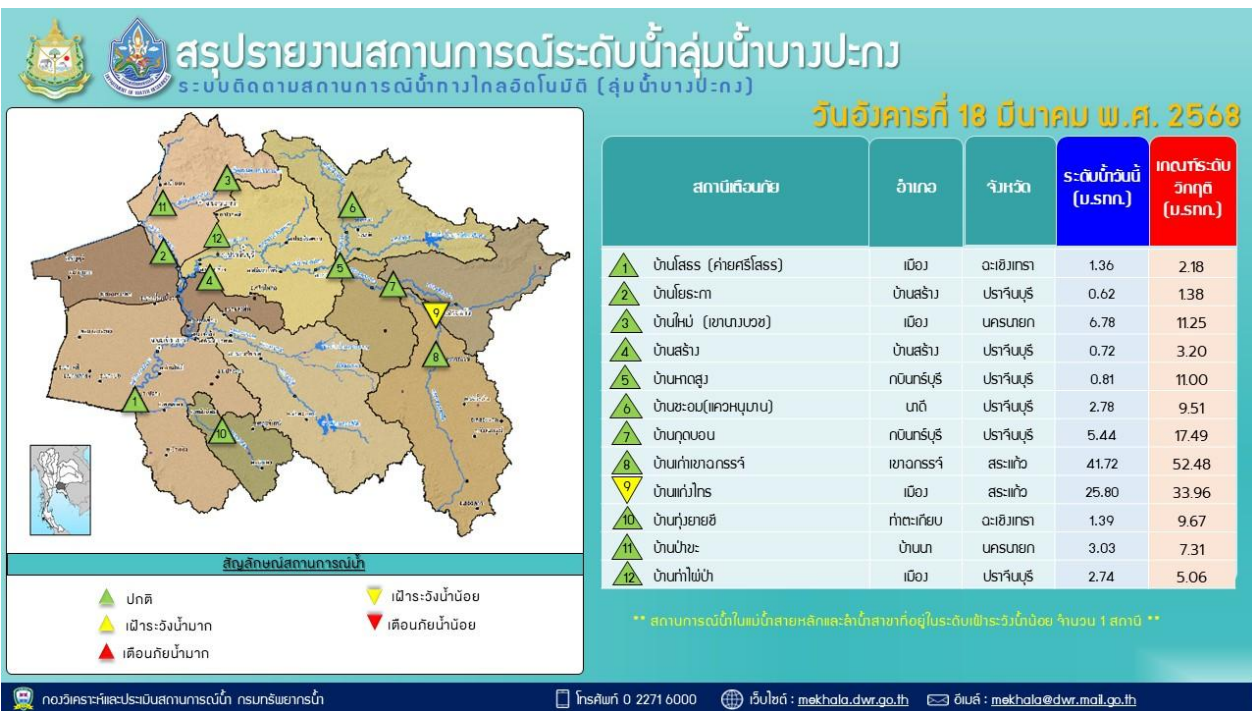 สรุปรายงานสถานการณ์ระดับน้ำลุ่มน้ำบางปะกง
ระบบติดตามสถานการณ์น้ำทางไกลอัตโนมัติ (ลุ่มน้ำบางปะกง)
วันอังคารที่ 18 มีนาคม พ.ศ. 2568
3
11
6
12
2
5
4
7
9
8
1
10
สัญลักษณ์สถานการณ์น้ำ
ปกติ
เฝ้าระวังน้ำน้อย
เฝ้าระวังน้ำมาก
เตือนภัยน้ำน้อย
เตือนภัยน้ำมาก
สถานีเตือนภัย อำเภอ จังหวัด ระดับน้ำวันนี้ (ม.รทก.) เกณฑ์ระดับวิกฤติ (ม.รทก.)
1 บ้านโสธร (ค่ายศรีโสธร) เมือง ฉะเชิงเทรา 1.36 2.18
2 บ้านโยธะกา บ้านสร้าง ปราจีนบุรี 0.62 1.38
3 บ้านใหม่ (เขานางบวช) เมือง นครนายก 6.78 11.25
4 บ้านสร้าง บ้านสร้าง ปราจีนบุรี 0.72 3.20
5 บ้านหาดสูง กบินทร์บุรี ปราจีนบุรี 0.81 11.00
6 บ้านชะอม(แควหนุมาน) นาดี ปราจีนบุรี 2.78 9.51
7 บ้านกุดบอน กบินทร์บุรี ปราจีนบุรี 5.44 17.49
8 บ้านเก่าเขาฉกรรจ์ เขาฉกรรจ์ สระแก้ว 41.72 52.48
9 บ้านแก่งไทร เมือง สระแก้ว 25.80 33.96
10 บ้านทุ่งยายชี ท่าตะเกียบ ฉะเชิงเทรา 1.39 9.67
11 บ้านป่าขะ บ้านนา นครนายก 3.03 7.31
12 บ้านท่าไผ่ป่า เมือง ปราจีนบุรี 2.74 5.06
** สถานการณ์น้ำในแม่น้ำสายหลักและลำน้ำสาขาที่อยู่ในระดับเฝ้าระวังน้ำน้อย จำนวน 1 สถานี **
กองวิเคราะห์และประเมินสถานการณ์น้ำ กรมทรัพยากรน้ำ
โทรศัพท์ 0 2271 6000
เว็บไซต์ : mekhala.dwr.go.th
อีเมล์ : mekhala@dwr.mail.go.th